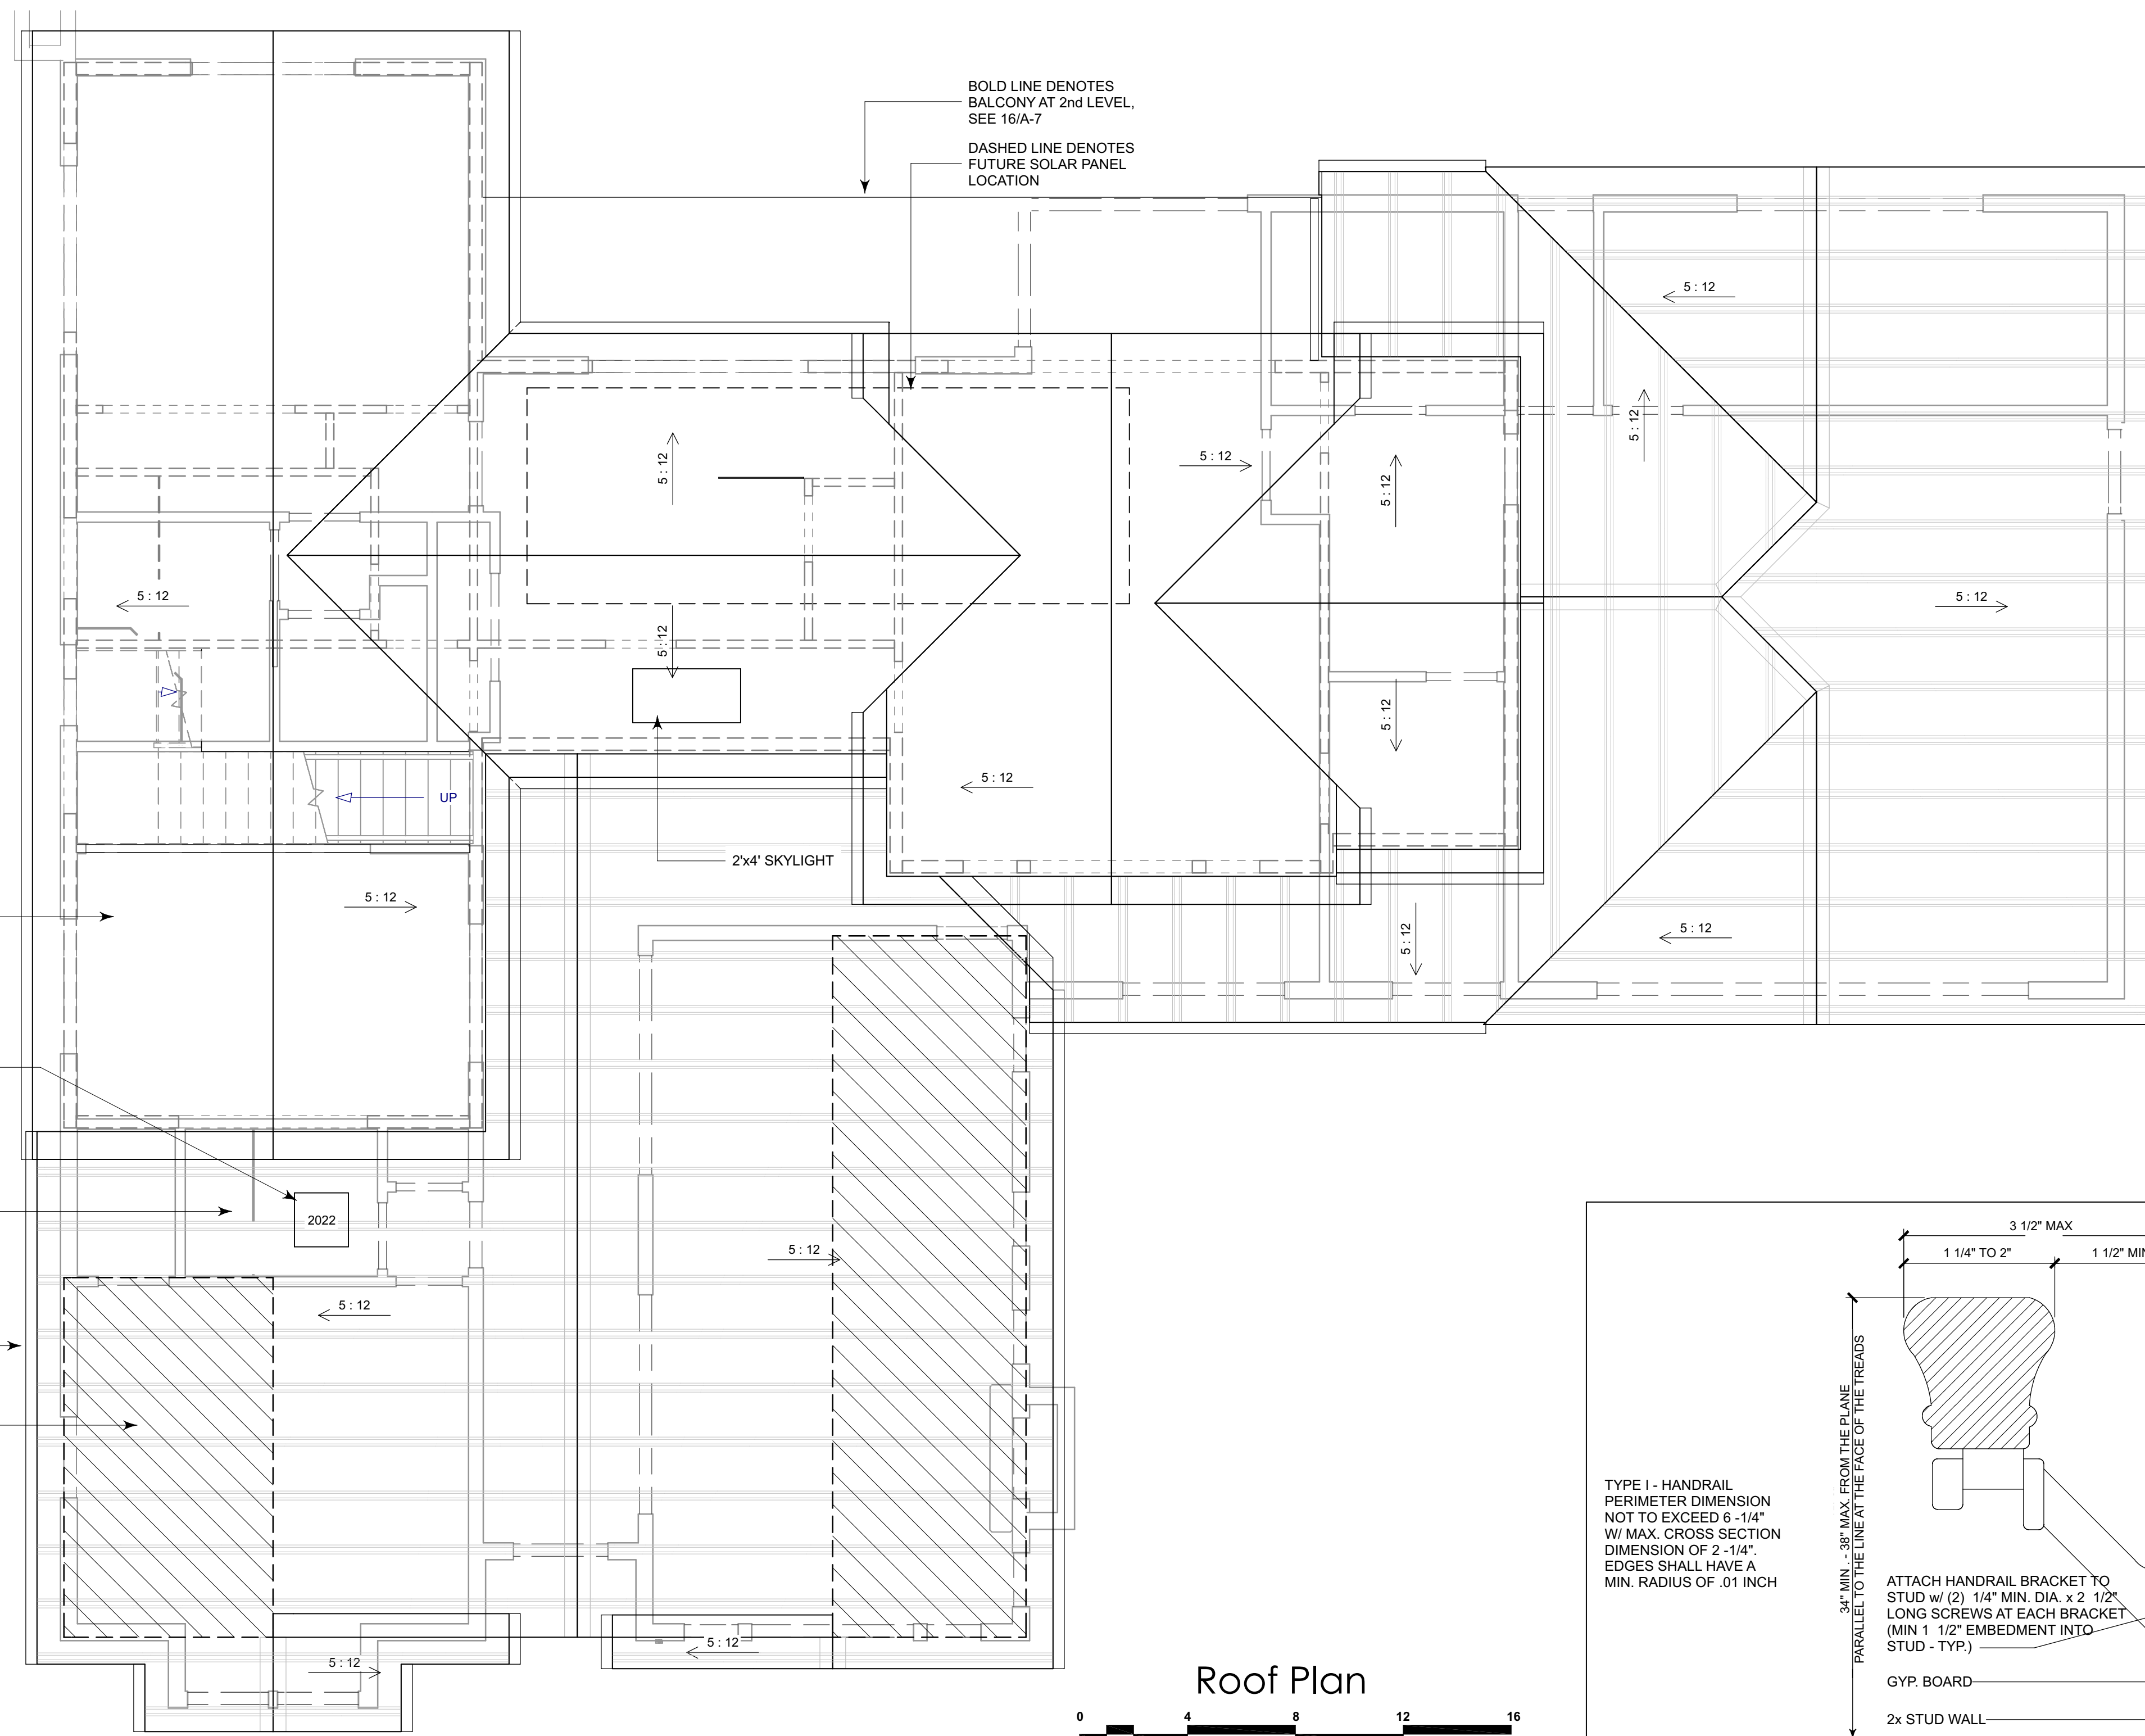 BOLD LINE DENOTES
BALCONY AT 2nd LEVEL,
SEE 16/A-7
DASHED LINE DENOTES
FUTURE SOLAR PANEL
LOCATION
5 : 12
5 : 12
5 : 12
5 : 12
5 : 12
5 : 12
5 : 12
5 : 12
5 : 12
5 : 12
5 : 12
UP
2'x4' SKYLIGHT
5 : 12
5 : 12
5 : 12
2022
5 : 12
5 : 12
5 : 12
5 : 12
Roof Plan
0 4 8 12 16
3 1/2" MAX
1 1/4" TO 2"
1 1/2" MIN
34" MIN. - 38" MAX. FROM THE PLANE
PARALLEL TO THE LINE AT THE FACE OF THE TREADS
TYPE I - HANDRAIL
PERIMETER DIMENSION
NOT TO EXCEED 6 -1/4"
W/ MAX. CROSS SECTION
DIMENSION OF 2 -1/4".
EDGES SHALL HAVE A
MIN. RADIUS OF .01 INCH
ATTACH HANDRAIL BRACKET TO
STUD w/ (2) 1/4" MIN. DIA. x 2 1/2"
LONG SCREWS AT EACH BRACKET
(MIN 1 1/2" EMBEDMENT INTO
STUD - TYP.)
GYP. BOARD
2x STUD WALL